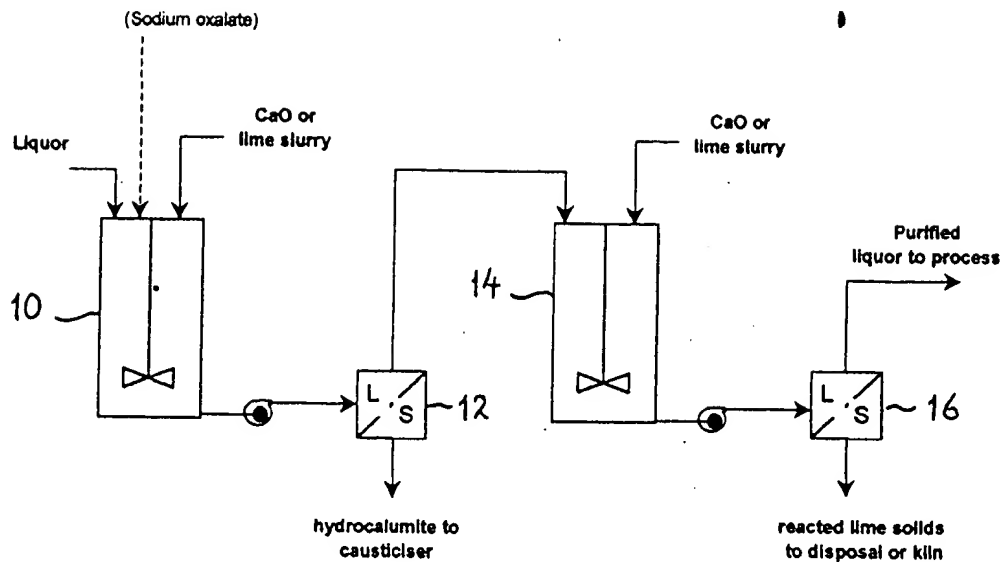 (Sodium oxalate)
CaO or
lime slurry
Liquor
CaO or
lime slurry
Purified
liquor to process
10
14
L
S
12
L
S
16
hydrocalumite to
causticiser
reacted lime solids
to disposal or kiln